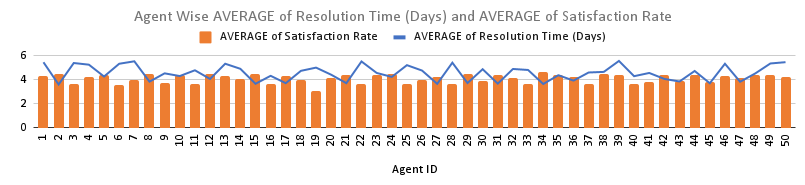 Agent Wise AVERAGE of Resolution Time (Days) and AVERAGE of Satisfaction Rate
AVERAGE of Satisfaction Rate AVERAGE of Resolution Time (Days)
6
4
2
0
1 2 3 4 5 6 7 8 9 10 11 12 13 14 15 16 17 18 19 20 21 22 23 24 25 26 27 28 29 30 31 32 33 34 35 36 37 38 39 40 41 42 43 44 45 46 47 48 49 50
Agent ID